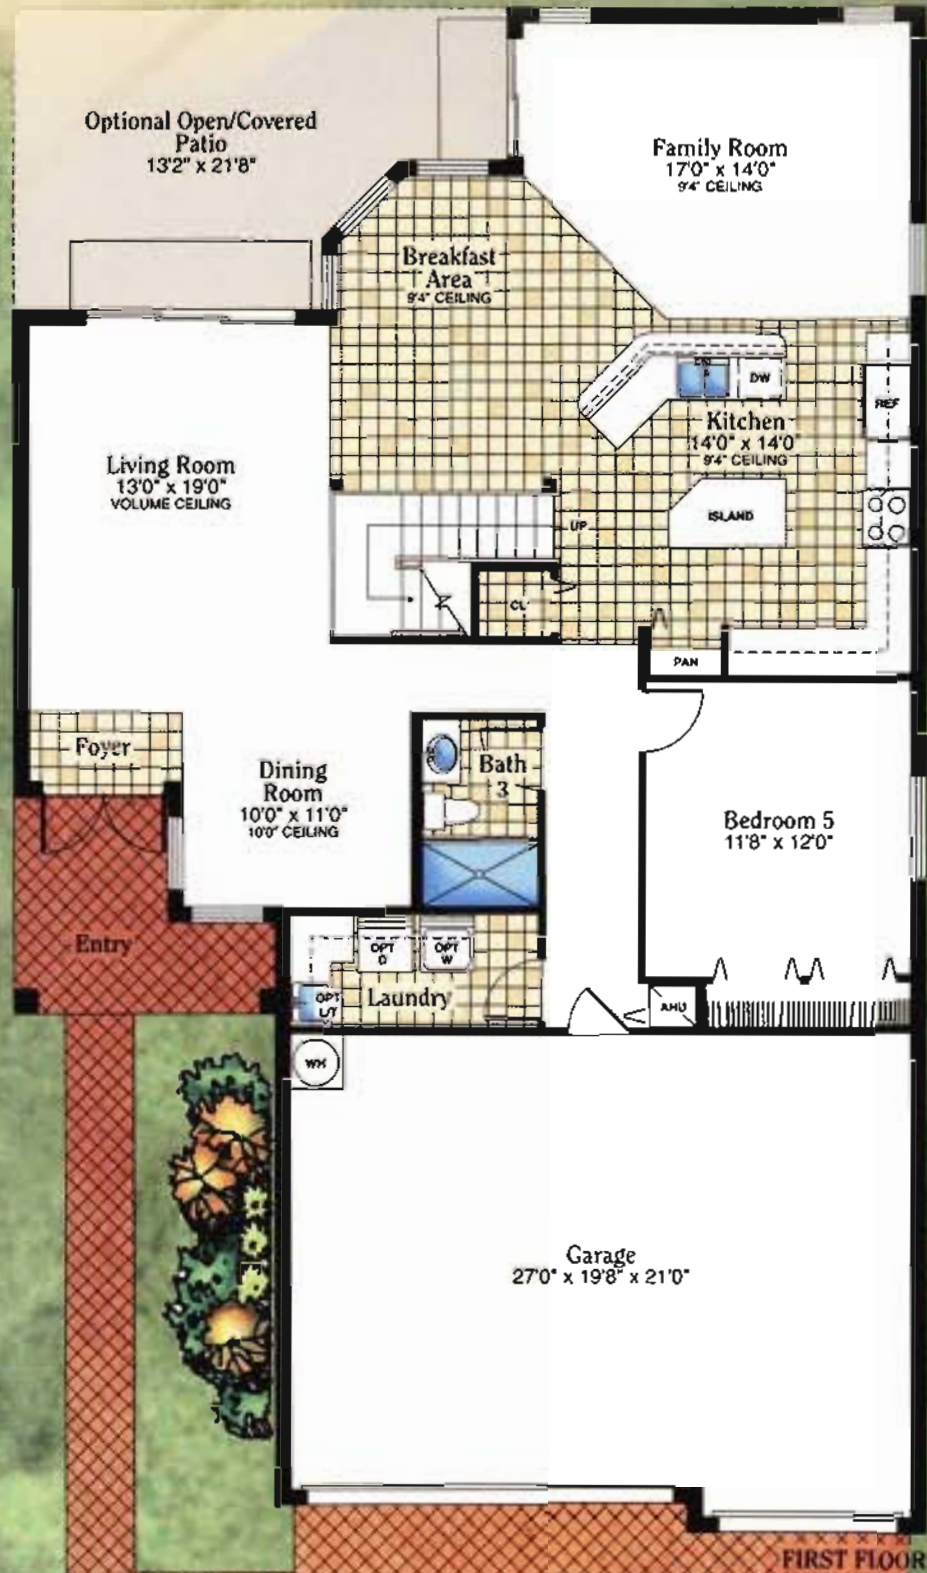 Optional Open/Covered
Patio
13'2" x 21'8"
Family Room
17'0" x 14'0"
9'4" CEILING
Breakfast
Area
9'4" CEILING
DW
REF
Kitchen
14'0" x 14'0"
9'4" CEILING
Living Room
13'0" x 19'0"
VOLUME CEILING
ISLAND
UP
CL
PAN
Foyer
Dining
Room
10'0" x 11'0"
10'0" CEILING
Bath
3
Bedroom 5
11'8" x 12'0"
Entry
OPT
D
OPT
W
Laundry
OPT
LT
AHU
WH
Garage
27'0" x 19'8" x 21'0"
FIRST FLOOR